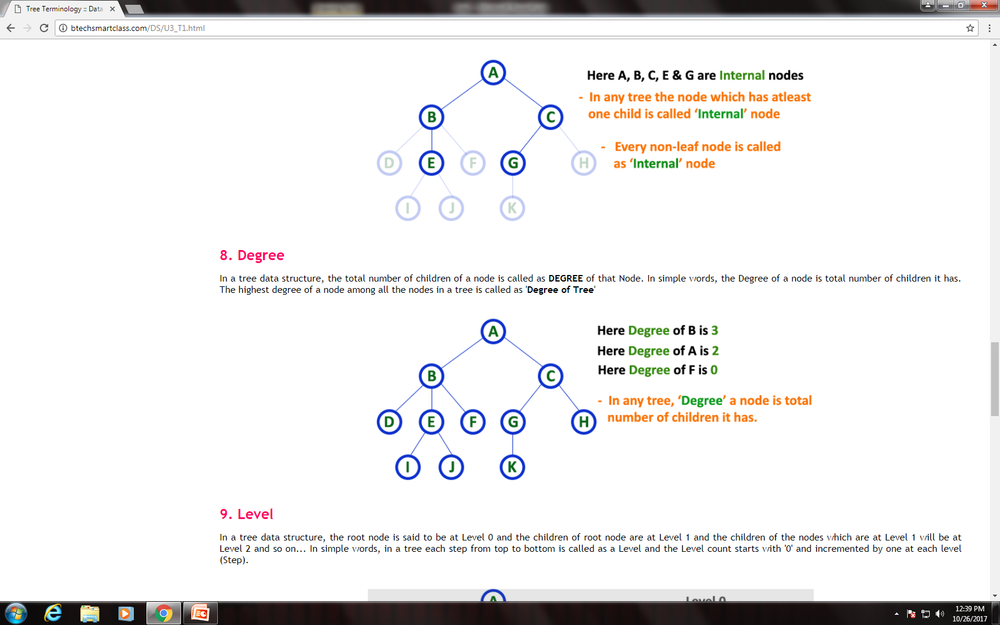 Tree Terminology :: Data
btechsmartclass.com/DS/U3_T1.html
A
B
C
D
E
F
G
H
I
J
K
Here A, B, C, E & G are Internal nodes
- In any tree the node which has atleast
one child is called ‘Internal’ node
- Every non-leaf node is called
as ‘Internal’ node
8. Degree
In a tree data structure, the total number of children of a node is called as DEGREE of that Node. In simple words, the Degree of a node is total number of children it has.
The highest degree of a node among all the nodes in a tree is called as 'Degree of Tree'
A
B
C
D
E
F
G
H
I
J
K
Here Degree of B is 3
Here Degree of A is 2
Here Degree of F is 0
- In any tree, ‘Degree’ a node is total
number of children it has.
9. Level
In a tree data structure, the root node is said to be at Level 0 and the children of root node are at Level 1 and the children of the nodes which are at Level 1 will be at
Level 2 and so on... In simple words, in a tree each step from top to bottom is called as a Level and the Level count starts with '0' and incremented by one at each level
(Step).
A
Level 0
12:39 PM
10/26/2017